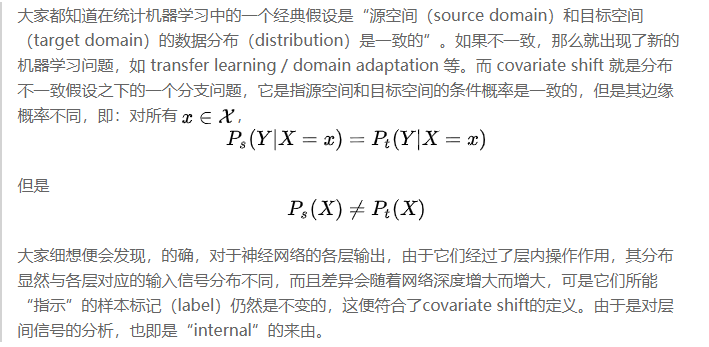 大家都知道在统计机器学习中的一个经典假设是“源空间（source domain）和目标空间
（target domain）的数据分布（distribution）是一致的”。如果不一致，那么就出现了新的
机器学习问题，如 transfer learning / domain adaptation 等。而 covariate shift 就是分布
不一致假设之下的一个分支问题，它是指源空间和目标空间的条件概率是一致的，但是其边缘
概率不同，即：对所有 x ∈ 𝒳，
P_s(Y|X = x) = P_t(Y|X = x)
但是
P_s(X) ≠ P_t(X)
大家细想便会发现，的确，对于神经网络的各层输出，由于它们经过了层内操作作用，其分布
显然与各层对应的输入信号分布不同，而且差异会随着网络深度增大而增大，可是它们所能
“指示”的样本标记（label）仍然是不变的，这便符合了covariate shift的定义。由于是对层
间信号的分析，也即是“internal”的来由。